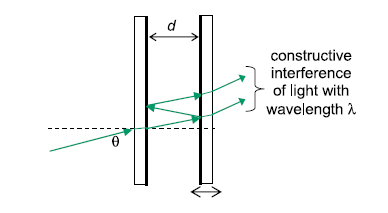 d
constructive
interference
of light with
wavelength λ
θ